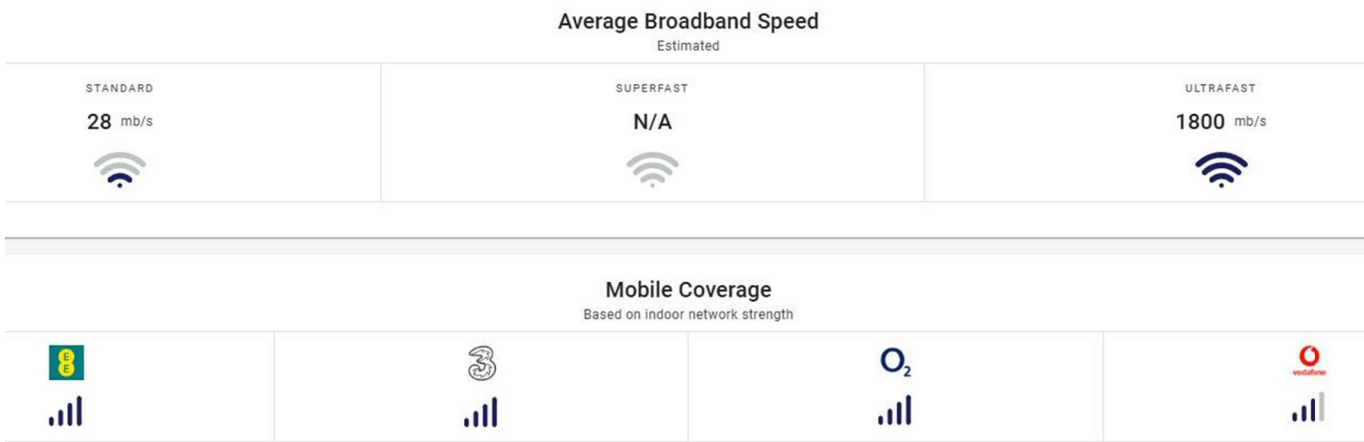 Average Broadband Speed
Estimated
STANDARD
SUPERFAST
ULTRAFAST
28 mb/s
N/A
1800 mb/s
Mobile Coverage
Based on indoor network strength
E
E
3
O2
vodafone